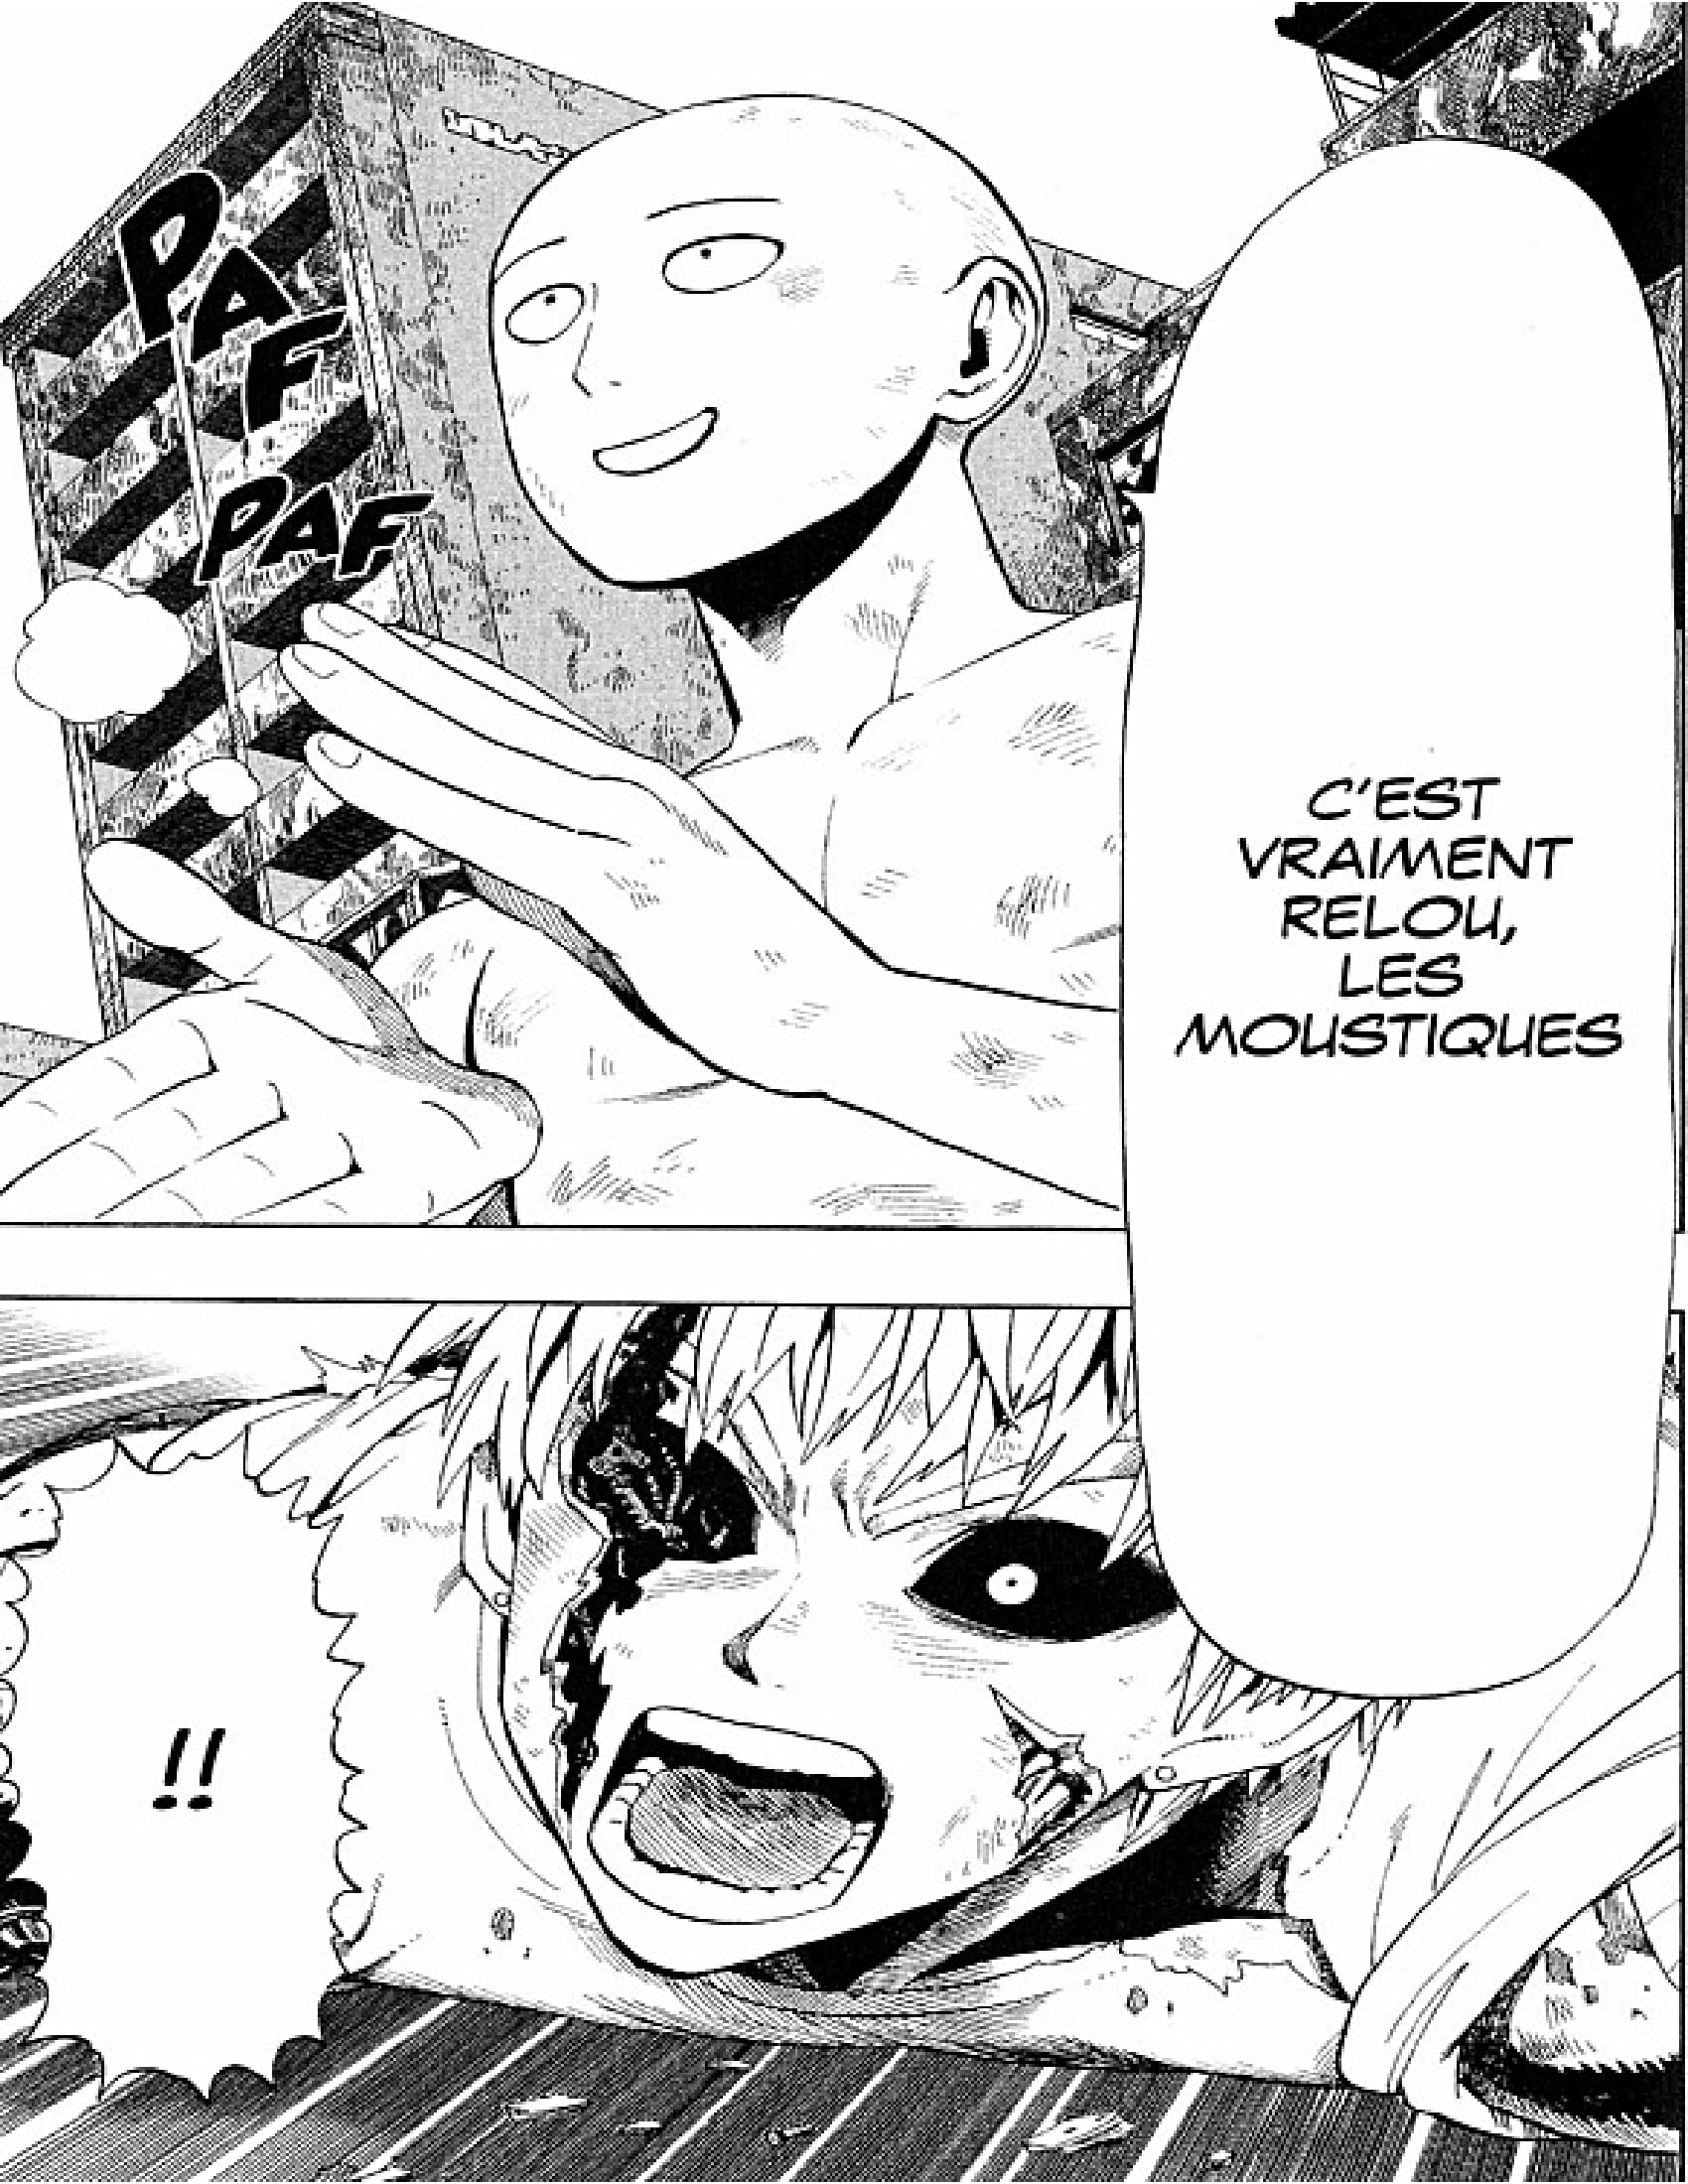 PAF
PAF
C'EST
VRAIMENT
RELOU,
LES
MOUSTIQUES
!!